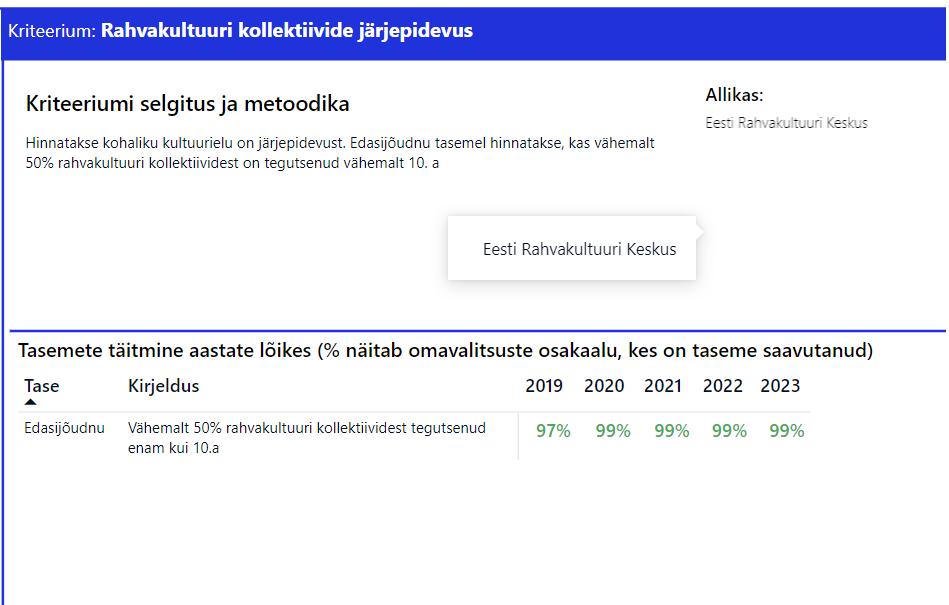 Kriteerium: Rahvakultuuri kollektiivide järjepidevus
Kriteeriumi selgitus ja metoodika
Hinnatakse kohaliku kultuurielu on järjepidevust. Edasijõudnu tasemel hinnatakse, kas vähemalt
50% rahvakultuuri kollektiividest on tegutsenud vähemalt 10. a
Allikas:
Eesti Rahvakultuuri Keskus
Eesti Rahvakultuuri Keskus
Tasemete täitmine aastate lõikes (% näitab omavalitsuste osakaalu, kes on taseme saavutanud)
Tase Kirjeldus 2019 2020 2021 2022 2023
Edasijõudnu Vähemalt 50% rahvakultuuri kollektiividest tegutsenud 97% 99% 99% 99% 99%
enam kui 10.a